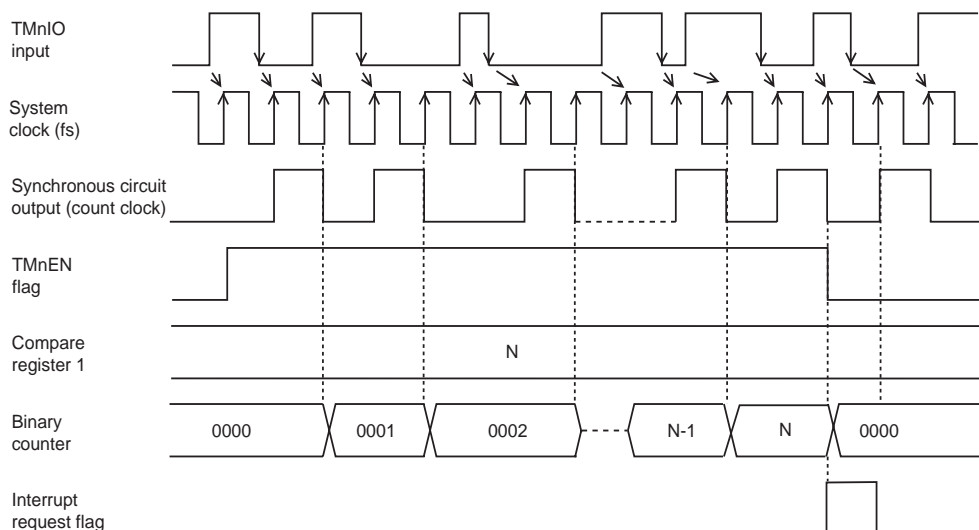 TMnIO
input
System
clock (fs)
Synchronous circuit
output (count clock)
TMnEN
flag
Compare
register 1
N
Binary
counter
0000
0001
0002
N-1
N
0000
Interrupt
request flag